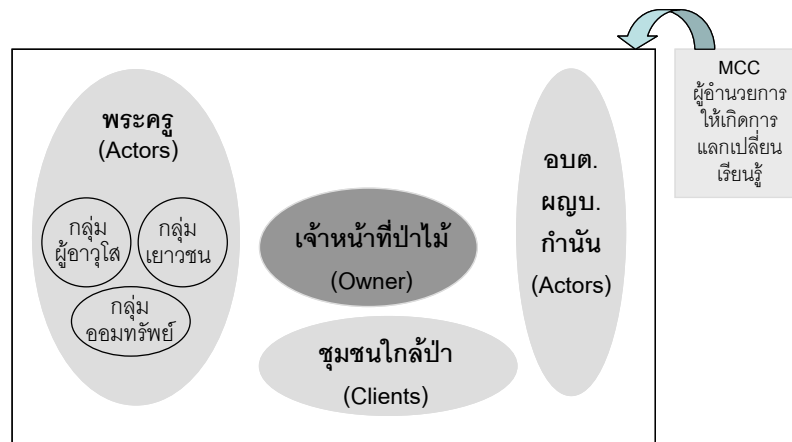 พระครู
(Actors)
กลุ่ม
ผู้อาวุโส
กลุ่ม
เยาวชน
กลุ่ม
ออมทรัพย์
เจ้าหน้าที่ป่าไม้
(Owner)
ชุมชนใกล้ป่า
(Clients)
อบต.
ผญบ.
กำนัน
(Actors)
MCC
ผู้อำนวยการ
ให้เกิดการ
แลกเปลี่ยน
เรียนรู้